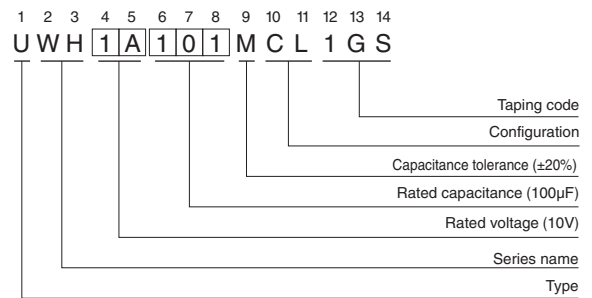 1 2 3 4 5 6 7 8 9 10 11 12 13 14
U W H 1 A 1 0 1 M C L 1 G S
Taping code
Configuration
Capacitance tolerance (±20%)
Rated capacitance (100µF)
Rated voltage (10V)
Series name
Type